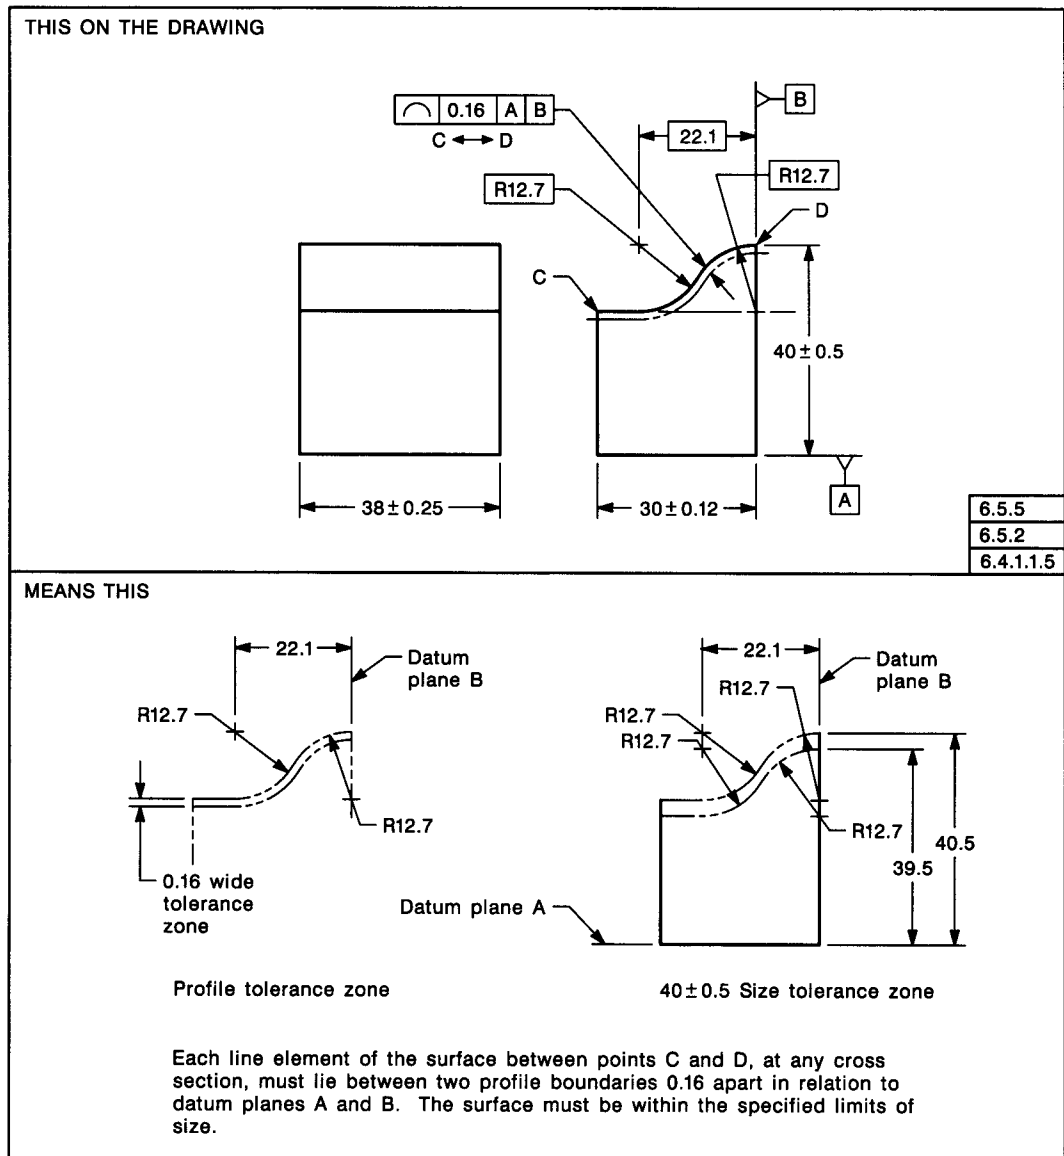 THIS ON THE DRAWING
⌒ 0.16 A B
C ↔ D
B
22.1
R12.7
R12.7
D
C
40 ± 0.5
A
38 ± 0.25
30 ± 0.12
6.5.5
6.5.2
6.4.1.1.5
MEANS THIS
22.1
Datum
plane B
R12.7
R12.7
0.16 wide
tolerance
zone
Profile tolerance zone
22.1
Datum
plane B
R12.7
R12.7
R12.7
R12.7
40.5
39.5
Datum plane A
40 ± 0.5 Size tolerance zone
Each line element of the surface between points C and D, at any cross
section, must lie between two profile boundaries 0.16 apart in relation to
datum planes A and B. The surface must be within the specified limits of
size.